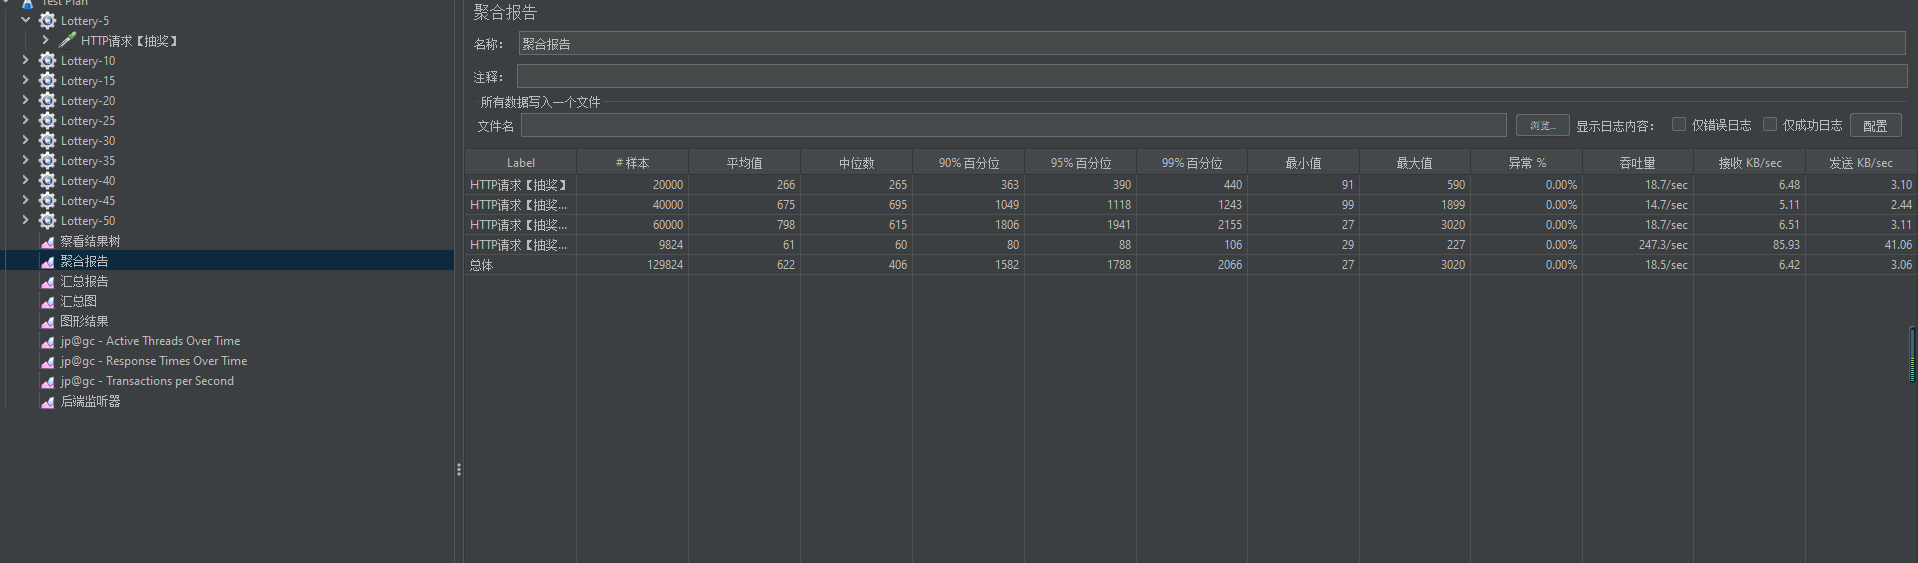 Test Plan
Lottery-5
HTTP请求【抽奖】
Lottery-10
Lottery-15
Lottery-20
Lottery-25
Lottery-30
Lottery-35
Lottery-40
Lottery-45
Lottery-50
察看结果树
聚合报告
汇总报告
汇总图
图形结果
jp@gc - Active Threads Over Time
jp@gc - Response Times Over Time
jp@gc - Transactions per Second
后端监听器
聚合报告
名称： 聚合报告
注释：
所有数据写入一个文件
文件名 浏览... 显示日志内容： 仅错误日志 仅成功日志 配置
Label # 样本 平均值 中位数 90% 百分位 95% 百分位 99% 百分位 最小值 最大值 异常 % 吞吐量 接收 KB/sec 发送 KB/sec
HTTP请求【抽奖】 20000 266 265 363 390 440 91 590 0.00% 18.7/sec 6.48 3.10
HTTP请求【抽奖... 40000 675 695 1049 1118 1243 99 1899 0.00% 14.7/sec 5.11 2.44
HTTP请求【抽奖... 60000 798 615 1806 1941 2155 27 3020 0.00% 18.7/sec 6.51 3.11
HTTP请求【抽奖... 9824 61 60 80 88 106 29 227 0.00% 247.3/sec 85.93 41.06
总体 129824 622 406 1582 1788 2066 27 3020 0.00% 18.5/sec 6.42 3.06